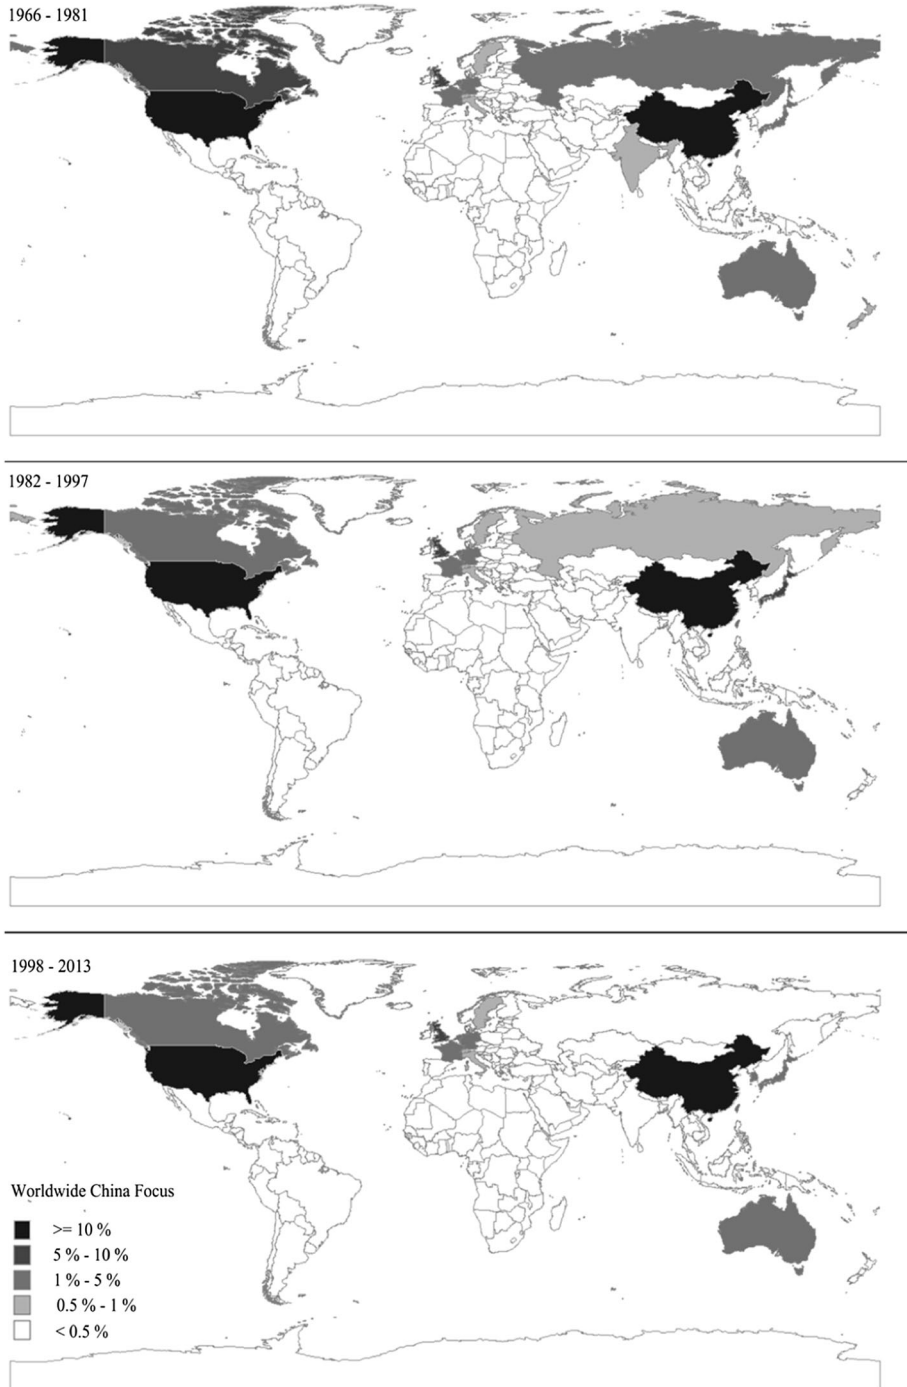 1966 - 1981
1982 - 1997
1998 - 2013
Worldwide China Focus
>= 10 %
5 % - 10 %
1 % - 5 %
0.5 % - 1 %
< 0.5 %